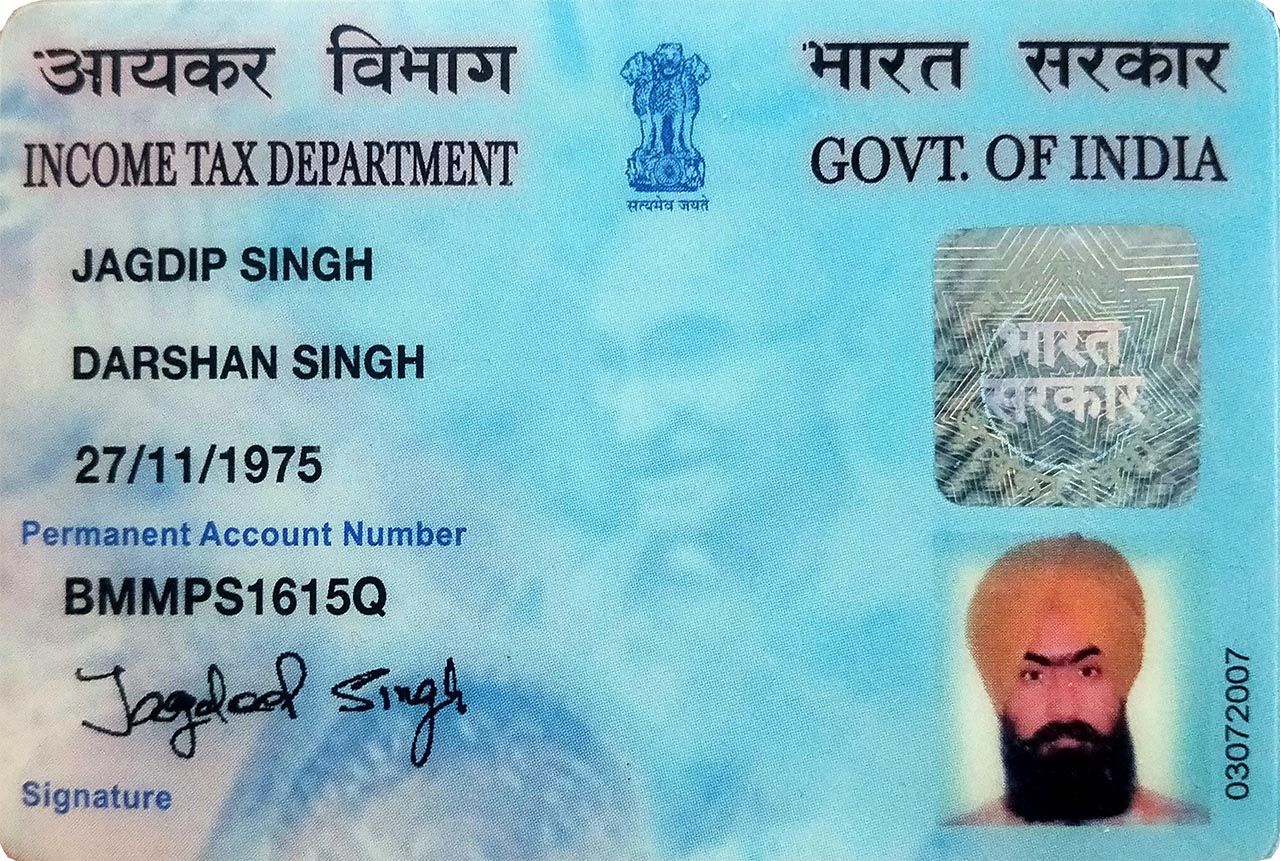 आयकर विभाग
भारत सरकार
INCOME TAX DEPARTMENT
GOVT. OF INDIA
सत्यमेव जयते
JAGDIP SINGH
DARSHAN SINGH
27/11/1975
भारत
सरकार
Permanent Account Number
BMMPS1615Q
Singh
Signature
03072007